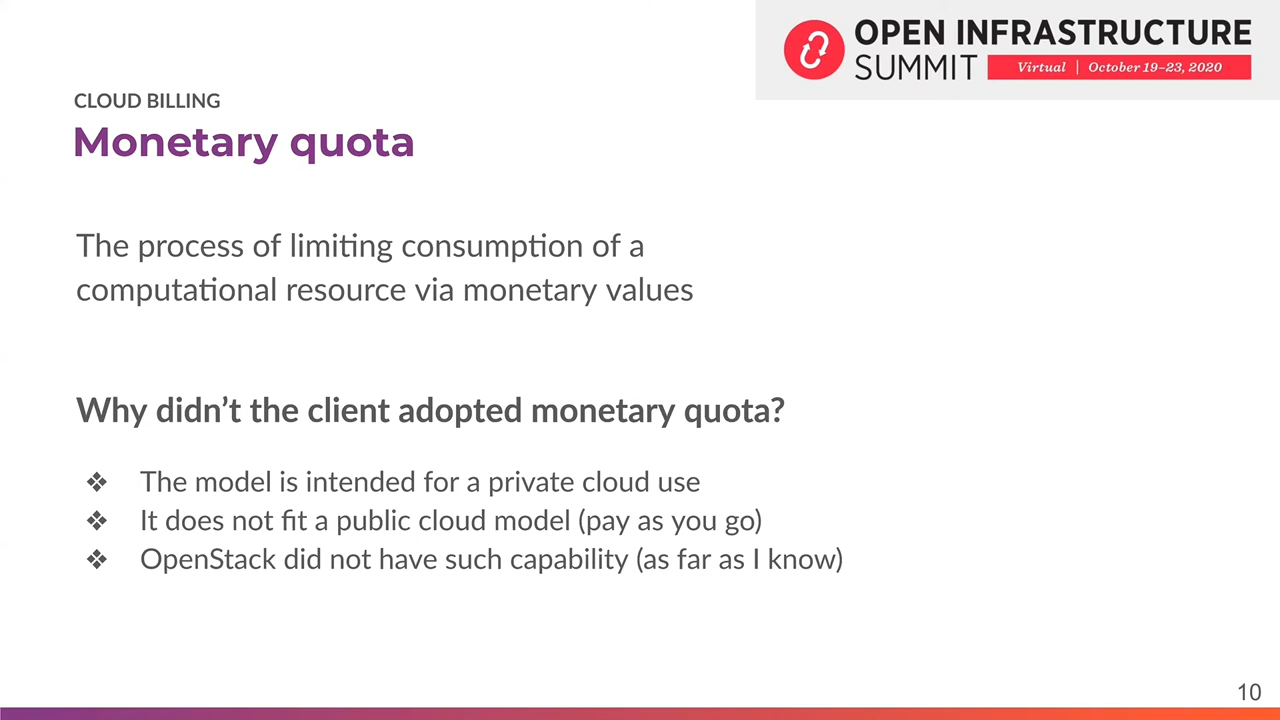 OPEN INFRASTRUCTURE
SUMMIT
Virtual | October 19–23, 2020
CLOUD BILLING
Monetary quota
The process of limiting consumption of a
computational resource via monetary values
Why didn’t the client adopted monetary quota?
❖ The model is intended for a private cloud use
❖ It does not fit a public cloud model (pay as you go)
❖ OpenStack did not have such capability (as far as I know)
10